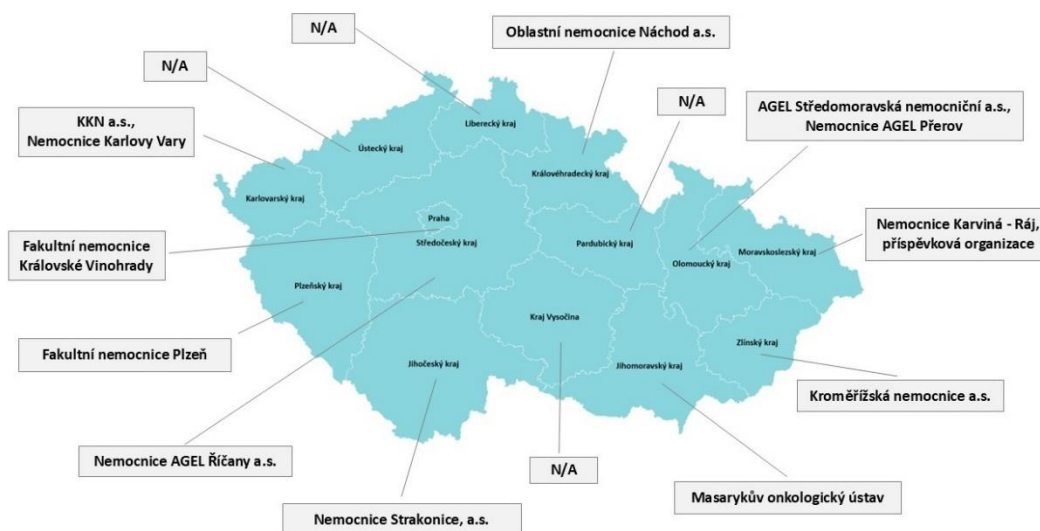 N/A
Oblastní nemocnice Náchod a.s.
N/A
N/A
AGEL Středomoravská nemocniční a.s.,
Nemocnice AGEL Přerov
KKN a.s.,
Nemocnice Karlovy Vary
Liberecký kraj
Ústecký kraj
Královéhradecký kraj
Karlovarský kraj
Praha
Nemocnice Karviná - Ráj,
příspěvková organizace
Fakultní nemocnice
Královské Vinohrady
Středočeský kraj
Pardubický kraj
Moravskoslezský kraj
Olomoucký kraj
Plzeňský kraj
Kraj Vysočina
Fakultní nemocnice Plzeň
Jihočeský kraj
Jihomoravský kraj
Zlínský kraj
Kroměřížská nemocnice a.s.
Nemocnice AGEL Říčany a.s.
N/A
Masarykův onkologický ústav
Nemocnice Strakonice, a.s.